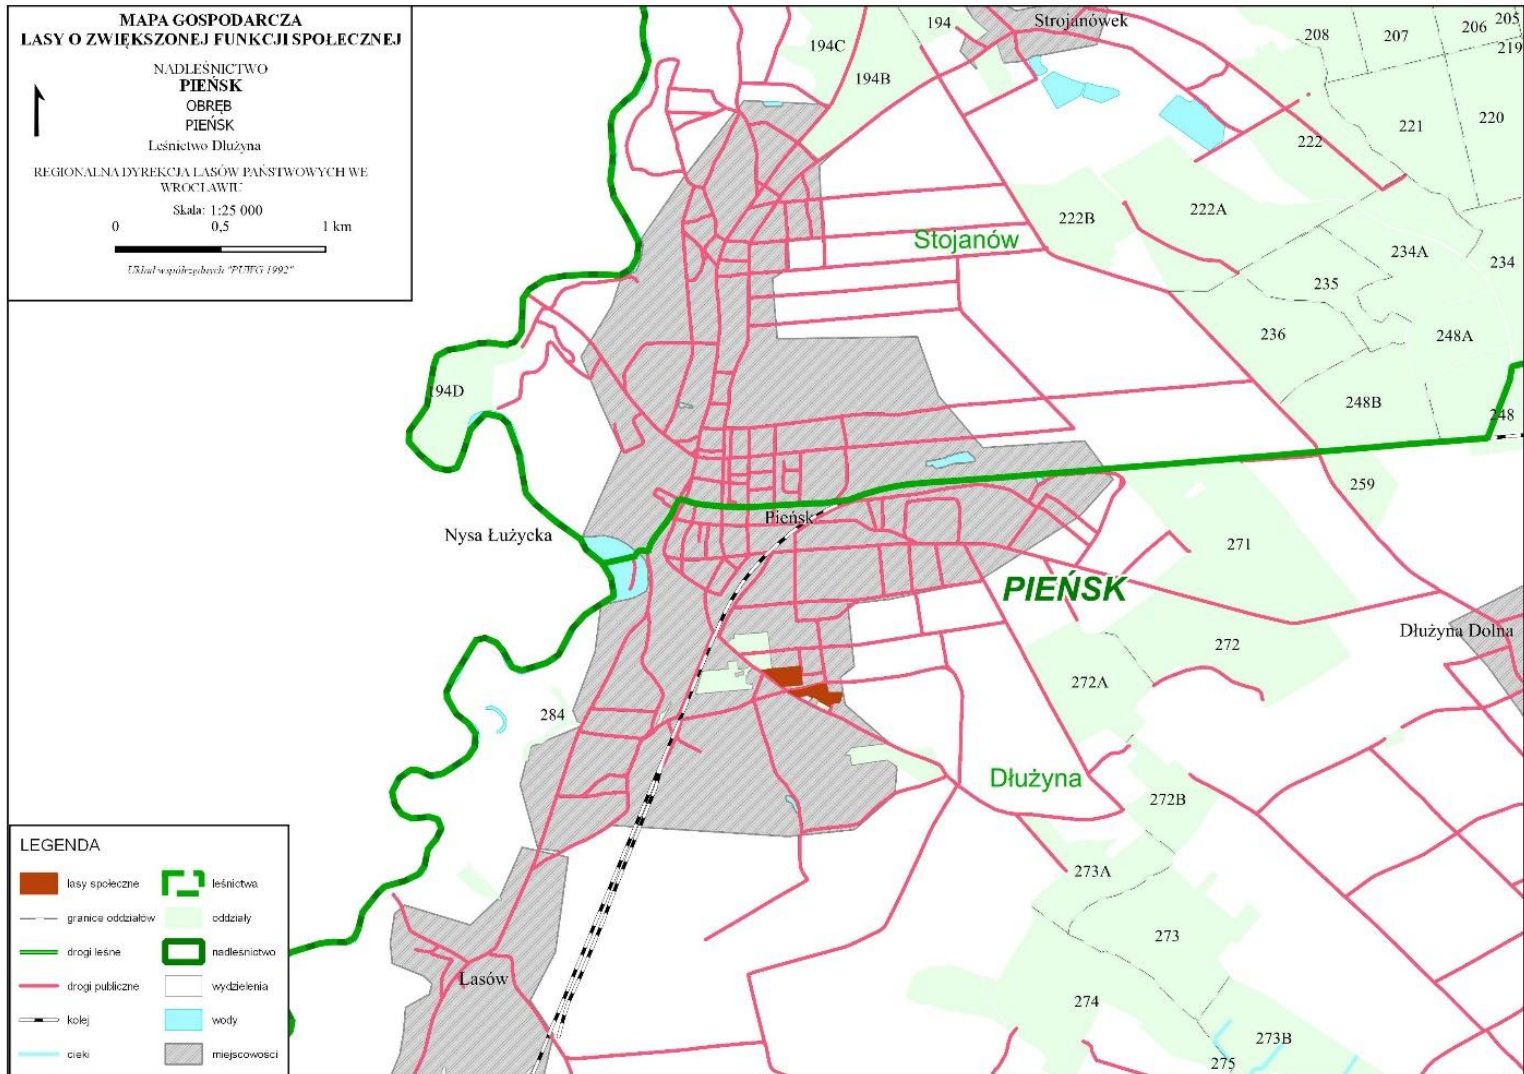 MAPA GOSPODARCZA
LASY O ZWIĘKSZONEJ FUNKCJI SPOŁECZNEJ
NADLEŚNICTWO
PIEŃSK
OBRĘB
PIEŃSK
Leśnictwo Dłużyna
REGIONALNA DYREKCJA LASÓW PAŃSTWOWYCH WE
WROCŁAWIU
Skala: 1:25 000
0 0,5 1 km
Układ współrzędnych "PUWG 1992"
Strojanówek
194
194C
194B
208
207
206
205
219
220
221
222
222A
222B
Stojanów
234A
234
235
236
248A
248B
248
194D
259
Nysa Łużycka
Pieńsk
271
PIEŃSK
Dłużyna Dolna
272
272A
284
Dłużyna
272B
273A
273
274
273B
275
Lasów
LEGENDA
lasy społeczne
leśnictwa
granice oddziałów
oddziały
drogi leśne
nadleśnictwo
drogi publiczne
wydzielenia
kolej
wody
cieki
miejscowości